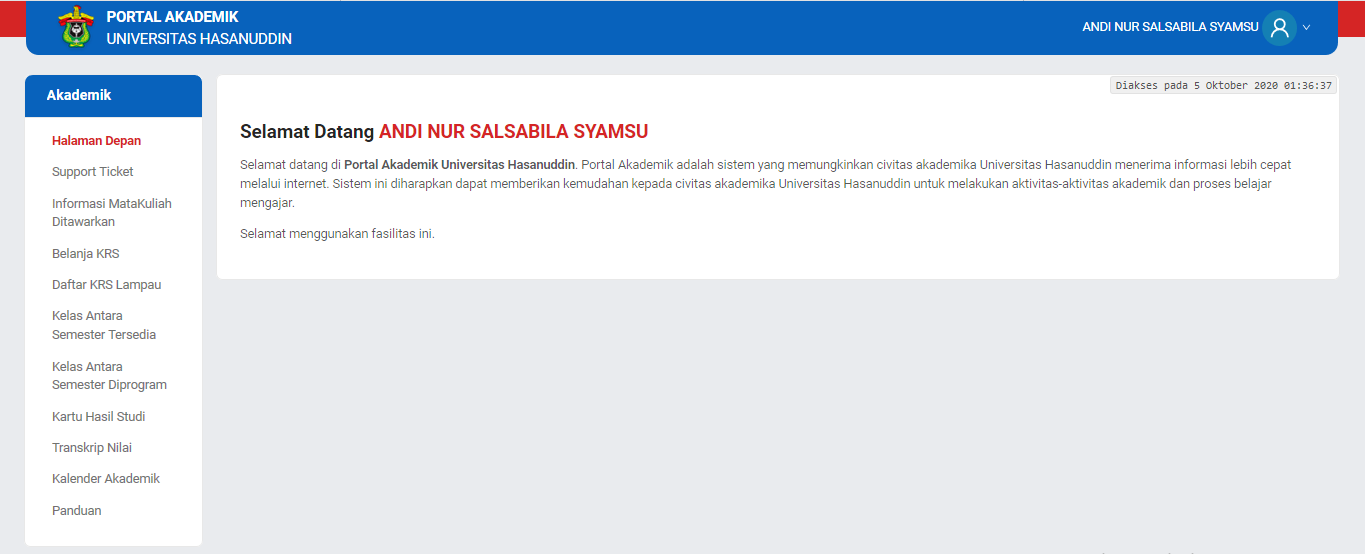 PORTAL AKADEMIK
UNIVERSITAS HASANUDDIN
ANDI NUR SALSABILA SYAMSU
Akademik
Halaman Depan
Support Ticket
Informasi MataKuliah
Ditawarkan
Belanja KRS
Daftar KRS Lampau
Kelas Antara
Semester Tersedia
Kelas Antara
Semester Diprogram
Kartu Hasil Studi
Transkrip Nilai
Kalender Akademik
Panduan
Diakses pada 5 Oktober 2020 01:36:37
Selamat Datang ANDI NUR SALSABILA SYAMSU
Selamat datang di Portal Akademik Universitas Hasanuddin. Portal Akademik adalah sistem yang memungkinkan civitas akademika Universitas Hasanuddin menerima informasi lebih cepat
melalui internet. Sistem ini diharapkan dapat memberikan kemudahan kepada civitas akademika Universitas Hasanuddin untuk melakukan aktivitas-aktivitas akademik dan proses belajar
mengajar.
Selamat menggunakan fasilitas ini.